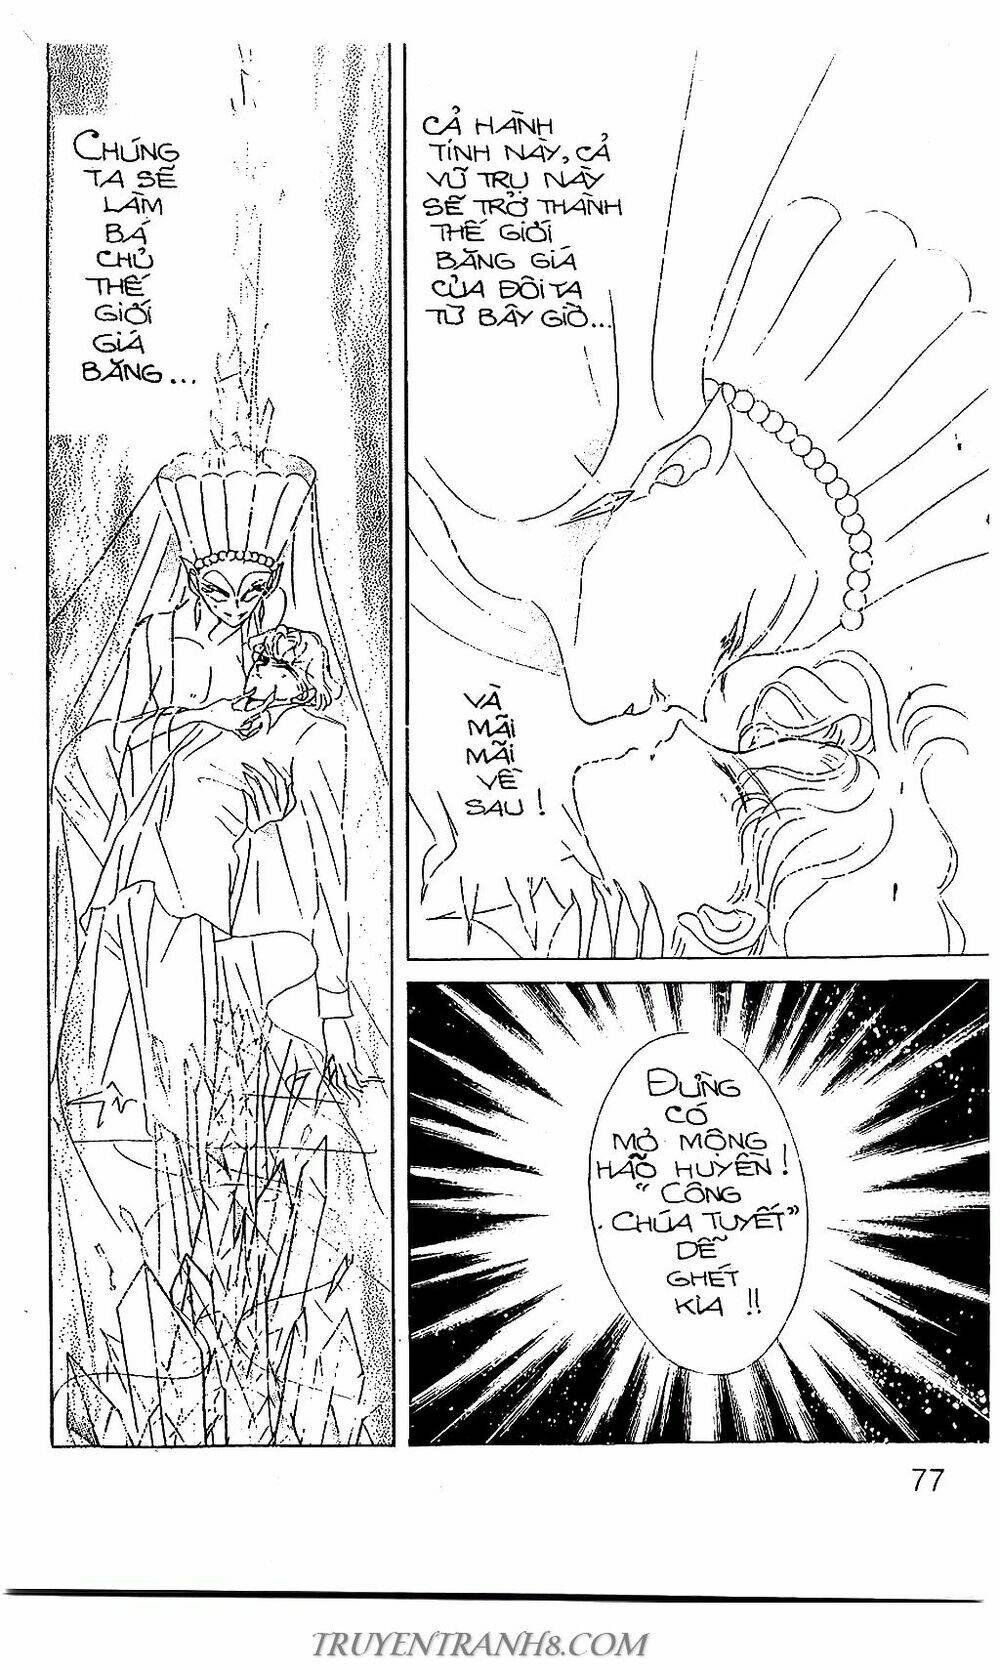 CHÚNG
TA SẼ
LÀM
BÁ
CHỦ
THẾ
GIỚI
GIÁ
BĂNG...
CẢ HÀNH
TINH NÀY, CẢ
VŨ TRỤ NÀY
SẼ TRỞ THÀNH
THẾ GIỚI
BĂNG GIÁ
CỦA ĐÔI TA
TỪ BÂY GIỜ...
VÀ
MÃI
MÃI
VỀ
SAU !
ĐỪNG
CÓ
MƠ MỘNG
HÃO HUYỀN !
"CÔNG
CHÚA TUYẾT"
DỄ
GHÉT
KIA !!
77
TRUYENTRANH8.COM